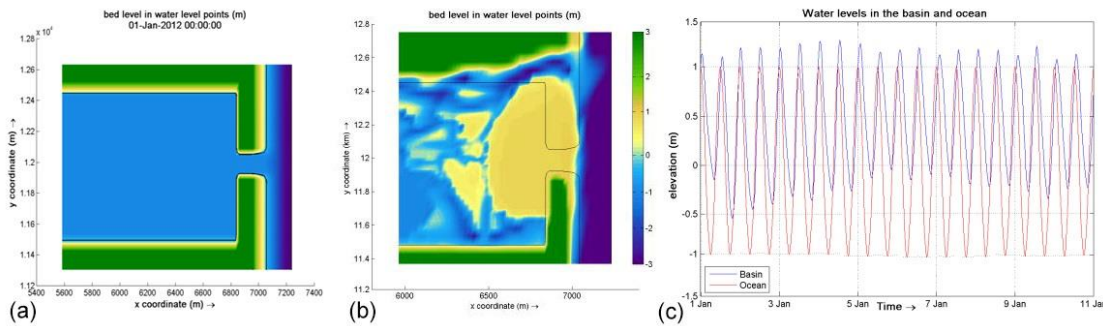 bed level in water level points (m)
01-Jan-2012 00:00:00
x 10⁴
1.28
1.26
1.24
1.22
1.2
1.18
1.16
1.14
1.12
y coordinate (m) →
5400 5600 5800 6000 6200 6400 6600 6800 7000 7200 7400
x coordinate (m) →
(a)
bed level in water level points (m)
12.8
12.6
12.4
12.2
12
11.8
11.6
11.4
11.2
y coordinate (km) →
6000 6500 7000
x coordinate (m) →
3
2
1
0
-1
-2
-3
(b)
Water levels in the basin and ocean
1.5
1
0.5
0
-0.5
-1
-1.5
elevation (m)
Basin
Ocean
1 Jan 3 Jan 5 Jan 7 Jan 9 Jan 11 Jan
Time →
(c)